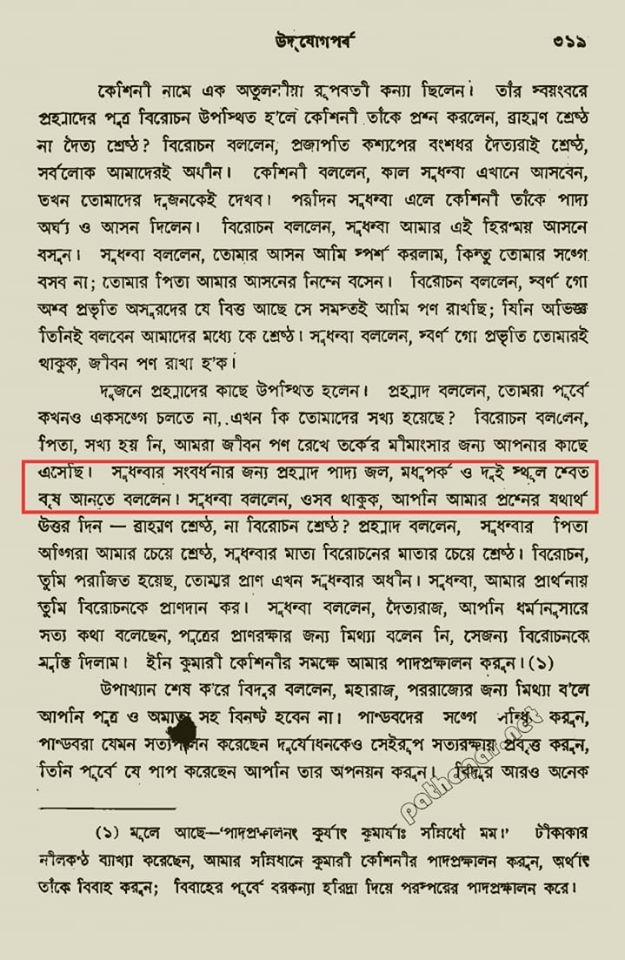 উদ্‌যোগপর্ব ৩১৯
কেশিনী নামে এক অতুলনীয়া রূপবতী কন্যা ছিলেন। তাঁর স্বয়ংবরে
প্রহ্লাদের পুত্র বিরোচন উপস্থিত হ'লে কেশিনী তাঁকে প্রশ্ন করলেন, ব্রাহ্মণ শ্রেষ্ঠ
না দৈত্য শ্রেষ্ঠ? বিরোচন বললেন, প্রজাপতি কশ্যপের বংশধর দৈত্যরাই শ্রেষ্ঠ,
সর্বলোক আমাদেরই অধীন। কেশিনী বললেন, কাল সুধন্বা এখানে আসবেন,
তখন তোমাদের দুজনকেই দেখব। পরদিন সুধন্বা এলে কেশিনী তাঁকে পাদ্য
অর্ঘ্য ও আসন দিলেন। বিরোচন বললেন, সুধন্বা আমার এই হিরণ্ময় আসনে
বসুন। সুধন্বা বললেন, তোমার আসন আমি স্পর্শ করলাম, কিন্তু তোমার সঙ্গে
বসব না; তোমার পিতা আমার আসনের নিম্নে বসেন। বিরোচন বললেন, স্বর্ণ গো
অশ্ব প্রভৃতি অসুরদের যে বিত্ত আছে সে সমস্তই আমি পণ রাখছি; যিনি অভিজ্ঞ
তিনিই বলবেন আমাদের মধ্যে কে শ্রেষ্ঠ। সুধন্বা বললেন, স্বর্ণ গো প্রভৃতি তোমারই
থাকুক, জীবন পণ রাখা হ'ক।
দুজনে প্রহ্লাদের কাছে উপস্থিত হলেন। প্রহ্লাদ বললেন, তোমরা পূর্বে
কখনও একসঙ্গে চলতে না, এখন কি তোমাদের সখ্য হয়েছে? বিরোচন বললেন,
পিতা, সখ্য হয় নি, আমরা জীবন পণ রেখে তর্কের মীমাংসার জন্য আপনার কাছে
এসেছি। সুধন্বার সংবর্ধনার জন্য প্রহ্লাদ পাদ্য জল, মধুপর্ক ও দুই স্থূল শ্বেত
বৃষ আনতে বললেন। সুধন্বা বললেন, ওসব থাকুক, আপনি আমার প্রশ্নের যথার্থ
উত্তর দিন — ব্রাহ্মণ শ্রেষ্ঠ, না বিরোচন শ্রেষ্ঠ? প্রহ্লাদ বললেন, সুধন্বার পিতা
অঙ্গিরা আমার চেয়ে শ্রেষ্ঠ, সুধন্বার মাতা বিরোচনের মাতার চেয়ে শ্রেষ্ঠ। বিরোচন,
তুমি পরাজিত হয়েছ, তোমার প্রাণ এখন সুধন্বার অধীন। সুধন্বা, আমার প্রার্থনায়
তুমি বিরোচনকে প্রাণদান কর। সুধন্বা বললেন, দৈত্যরাজ, আপনি ধর্মানুসারে
সত্য কথা বলেছেন, পুত্রের প্রাণরক্ষার জন্য মিথ্যা বলেন নি, সেজন্য বিরোচনকে
মুক্তি দিলাম। ইনি কুমারী কেশিনীর সমক্ষে আমার পাদপ্রক্ষালন করুন।(১)
উপাখ্যান শেষ ক'রে বিদুর বললেন, মহারাজ, পররাজ্যের জন্য মিথ্যা ব'লে
আপনি পুত্র ও অমাত্য সহ বিনষ্ট হবেন না। পাণ্ডবদের সঙ্গে সন্ধি করুন,
পাণ্ডবরা যেমন সত্যপালন করেছেন দুর্যোধনকেও সেইরূপ সত্যরক্ষায় প্রবৃত্ত করুন,
তিনি পূর্বে যে পাপ করেছেন আপনি তার অপনয়ন করুন। বিদুর আরও অনেক
pathagar.net
(১) মূলে আছে—'পাদপ্রক্ষালনং কুর্যাৎ কুমার্যাঃ সন্নিধৌ মম।' টীকাকার
নীলকণ্ঠ ব্যাখ্যা করেছেন, আমার সন্নিধানে কুমারী কেশিনীর পাদপ্রক্ষালন করুন, অর্থাৎ
তাঁকে বিবাহ করুন; বিবাহের পূর্বে বরকন্যা হরিদ্রা দিয়ে পরস্পরের পাদপ্রক্ষালন করে।